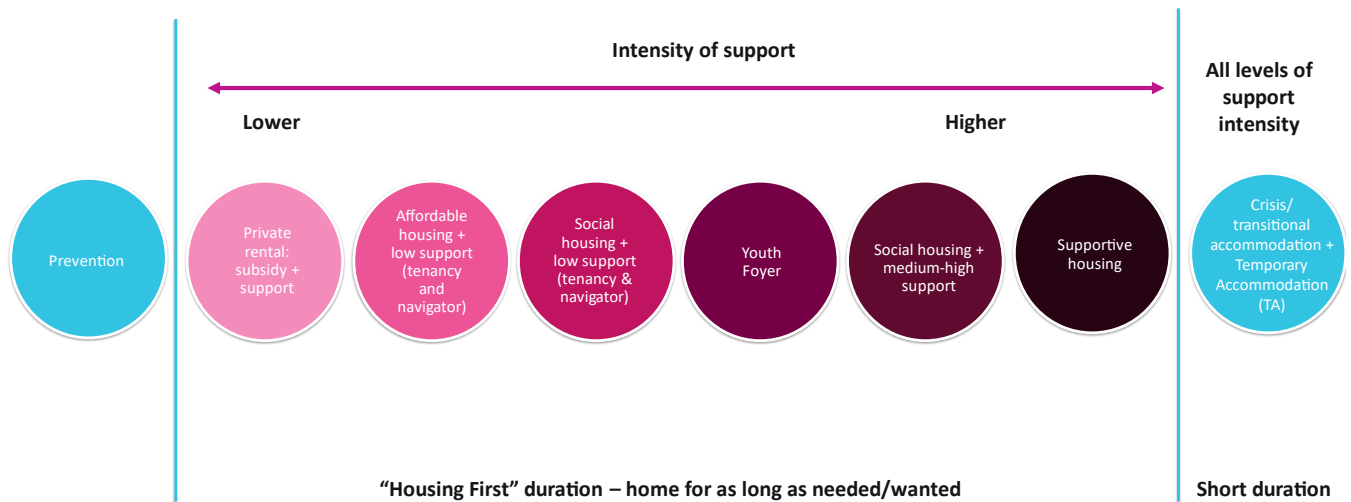 Intensity of support
All levels of
support
intensity
Lower
Higher
Prevention
Private
rental:
subsidy +
support
Affordable
housing +
low support
(tenancy
and
navigator)
Social
housing +
low support
(tenancy &
navigator)
Youth
Foyer
Social housing +
medium-high
support
Supportive
housing
Crisis/
transitional
accommodation +
Temporary
Accommodation
(TA)
“Housing First” duration – home for as long as needed/wanted
Short duration